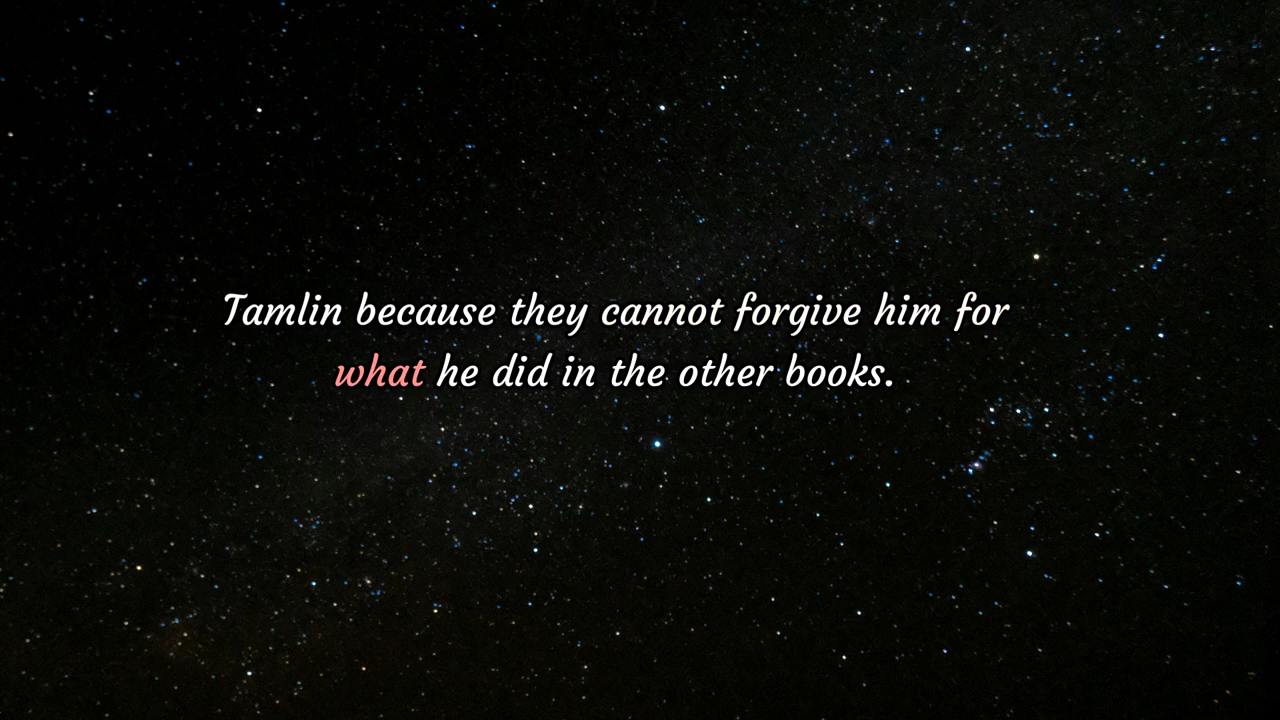 Tamlin because they cannot forgive him for
what he did in the other books.